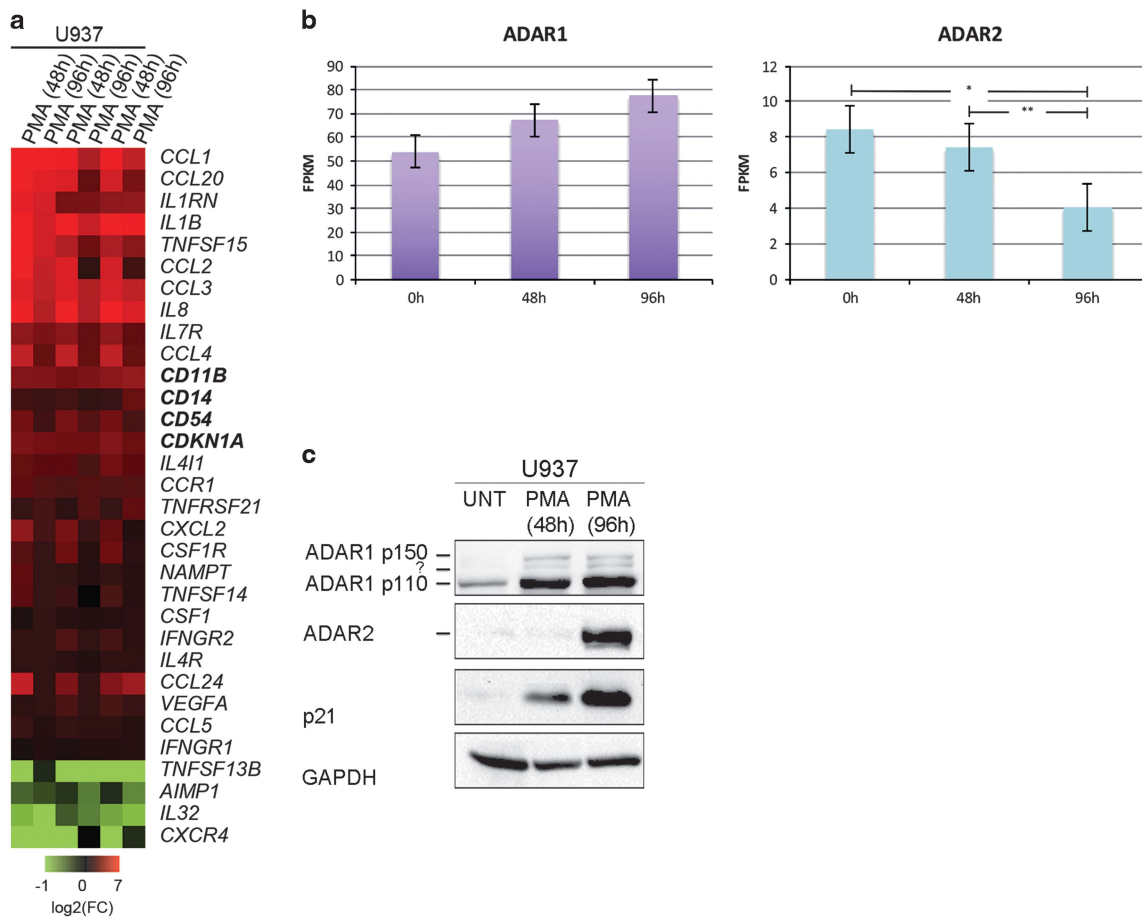 a
U937
PMA (48h)
PMA (96h)
PMA (48h)
PMA (96h)
PMA (48h)
PMA (96h)
CCL1
CCL20
IL1RN
IL1B
TNFSF15
CCL2
CCL3
IL8
IL7R
CCL4
CD11B
CD14
CD54
CDKN1A
IL4I1
CCR1
TNFRSF21
CXCL2
CSF1R
NAMPT
TNFSF14
CSF1
IFNGR2
IL4R
CCL24
VEGFA
CCL5
IFNGR1
TNFSF13B
AIMP1
IL32
CXCR4
-1 0 7
log2(FC)
b
ADAR1
FPKM
90
80
70
60
50
40
30
20
10
0
0h 48h 96h
ADAR2
FPKM
12
10
8
6
4
2
0
*
**
0h 48h 96h
c
U937
UNT PMA (48h) PMA (96h)
ADAR1 p150
?
ADAR1 p110
ADAR2
p21
GAPDH